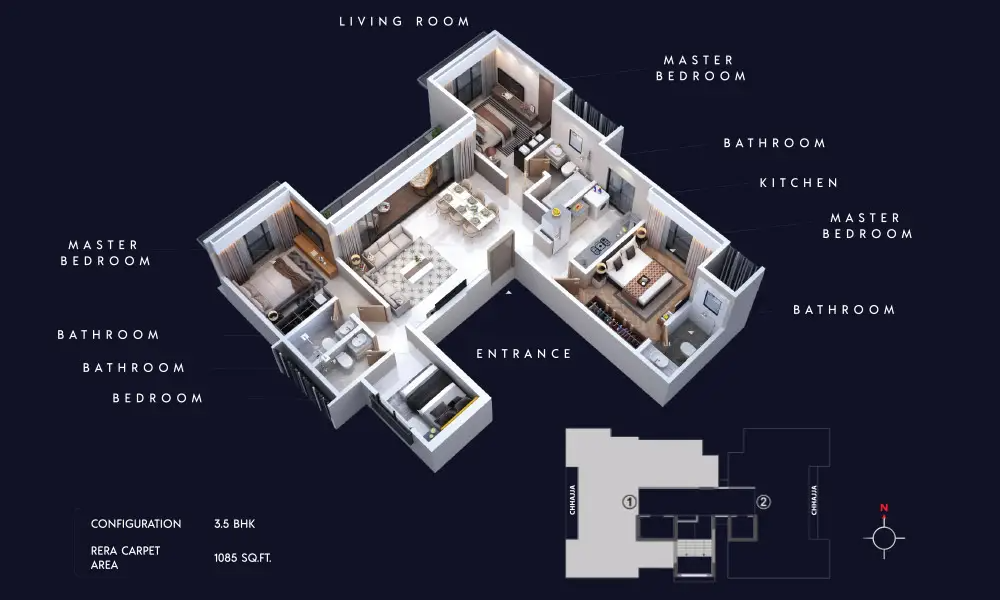 LIVING ROOM
MASTER
BEDROOM
BATHROOM
KITCHEN
MASTER
BEDROOM
BATHROOM
MASTER
BEDROOM
BATHROOM
BATHROOM
BEDROOM
ENTRANCE
CONFIGURATION 3.5 BHK
RERA CARPET
AREA 1085 SQ.FT.
CHHAJJA
1
2
CHHAJJA
N